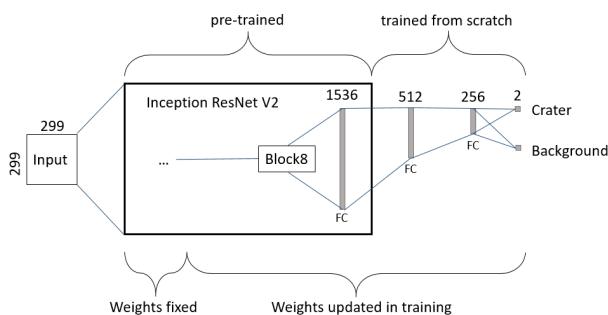 pre-trained
trained from scratch
Inception ResNet V2
1536
512
256
2
Crater
299
299
Input
...
Block8
Background
FC
FC
FC
Weights fixed
Weights updated in training